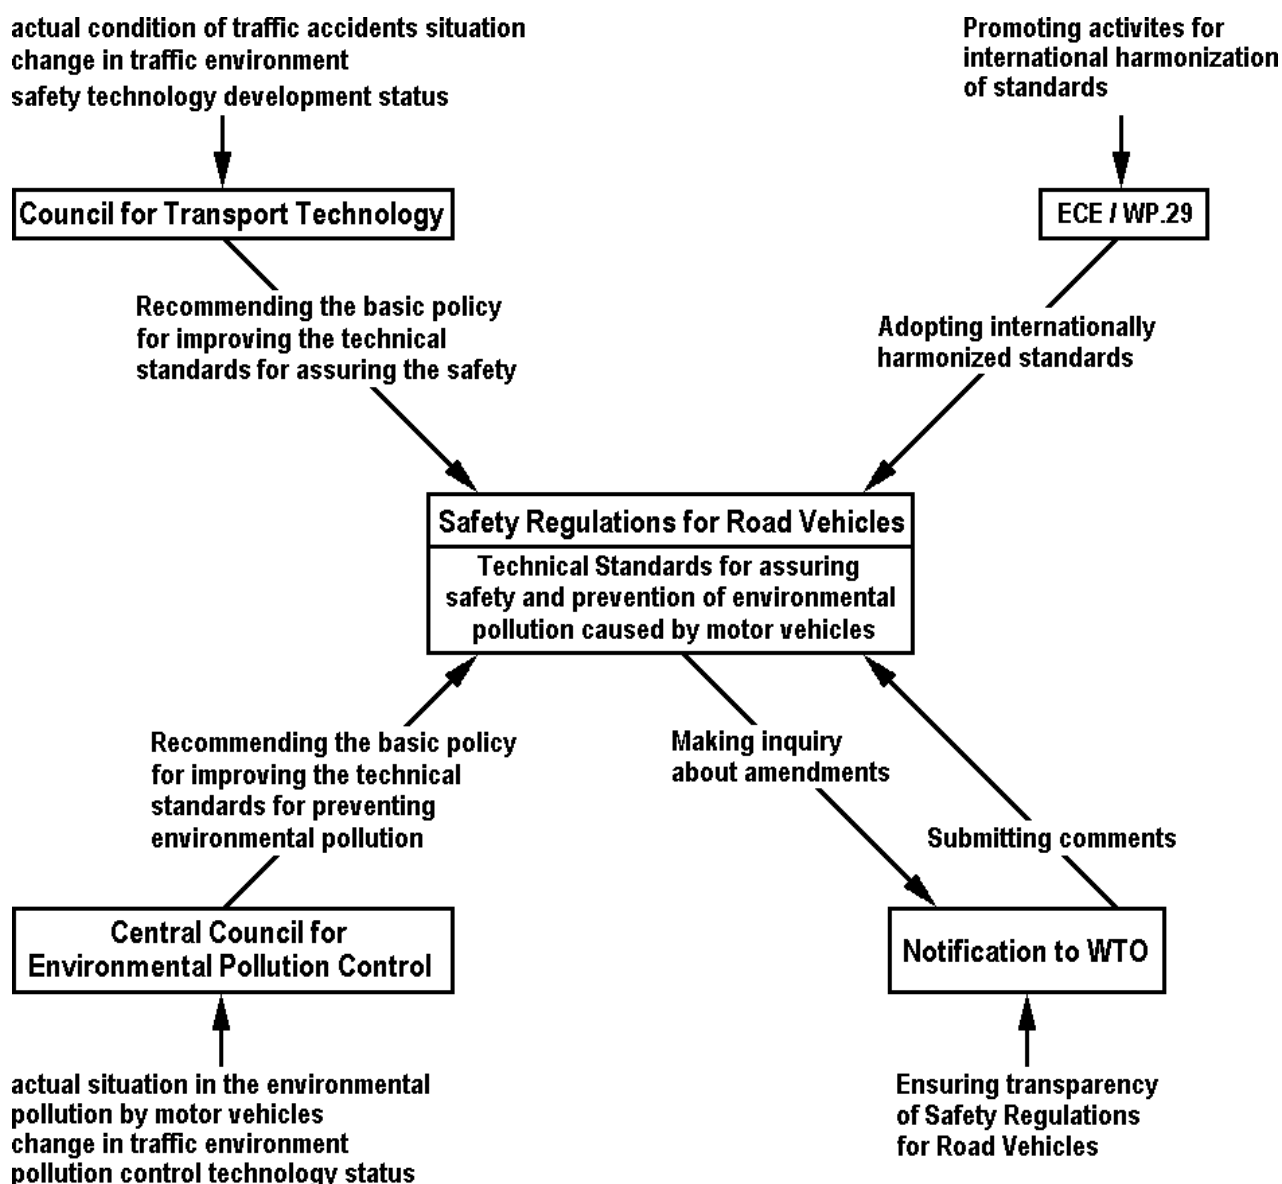 actual condition of traffic accidents situation
change in traffic environment
safety technology development status
Promoting activites for
international harmonization
of standards
Council for Transport Technology
ECE / WP.29
Recommending the basic policy
for improving the technical
standards for assuring the safety
Adopting internationally
harmonized standards
Safety Regulations for Road Vehicles
Technical Standards for assuring
safety and prevention of environmental
pollution caused by motor vehicles
Recommending the basic policy
for improving the technical
standards for preventing
environmental pollution
Making inquiry
about amendments
Submitting comments
Central Council for
Environmental Pollution Control
Notification to WTO
actual situation in the environmental
pollution by motor vehicles
change in traffic environment
pollution control technology status
Ensuring transparency
of Safety Regulations
for Road Vehicles